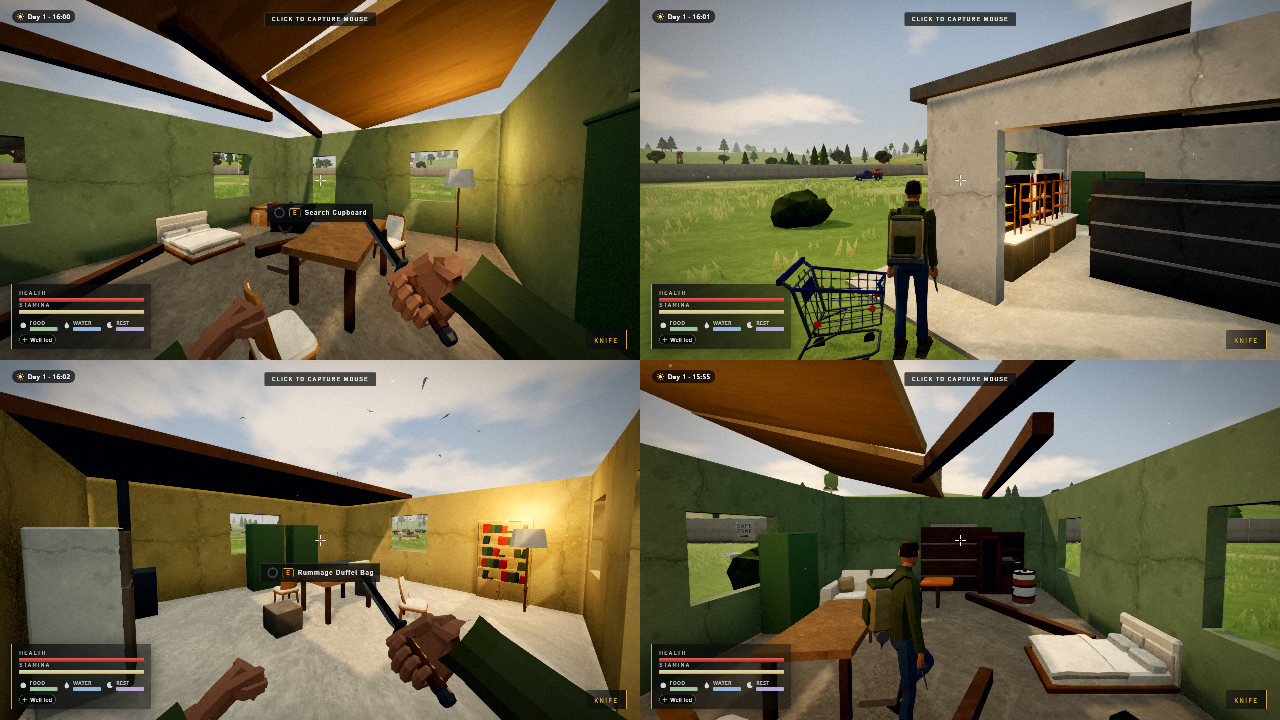 Day 1 - 16:00
CLICK TO CAPTURE MOUSE
E Search Cupboard
HEALTH
STAMINA
FOOD WATER REST
+ Well fed
KNIFE
Day 1 - 16:01
CLICK TO CAPTURE MOUSE
HEALTH
STAMINA
FOOD WATER REST
+ Well fed
KNIFE
Day 1 - 16:02
CLICK TO CAPTURE MOUSE
E Rummage Duffel Bag
HEALTH
STAMINA
FOOD WATER REST
+ Well fed
KNIFE
Day 1 - 15:55
CLICK TO CAPTURE MOUSE
SAFE
ZONE
HEALTH
STAMINA
FOOD WATER REST
+ Well fed
KNIFE